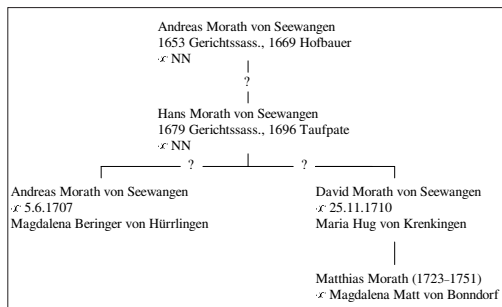 Andreas Morath von Seewangen
1653 Gerichtssass., 1669 Hofbauer
⚭ NN
?
Hans Morath von Seewangen
1679 Gerichtssass., 1696 Taufpate
⚭ NN
? ?
Andreas Morath von Seewangen
⚭ 5.6.1707
Magdalena Beringer von Hürrlingen
David Morath von Seewangen
⚭ 25.11.1710
Maria Hug von Krenkingen
Matthias Morath (1723–1751)
⚭ Magdalena Matt von Bonndorf